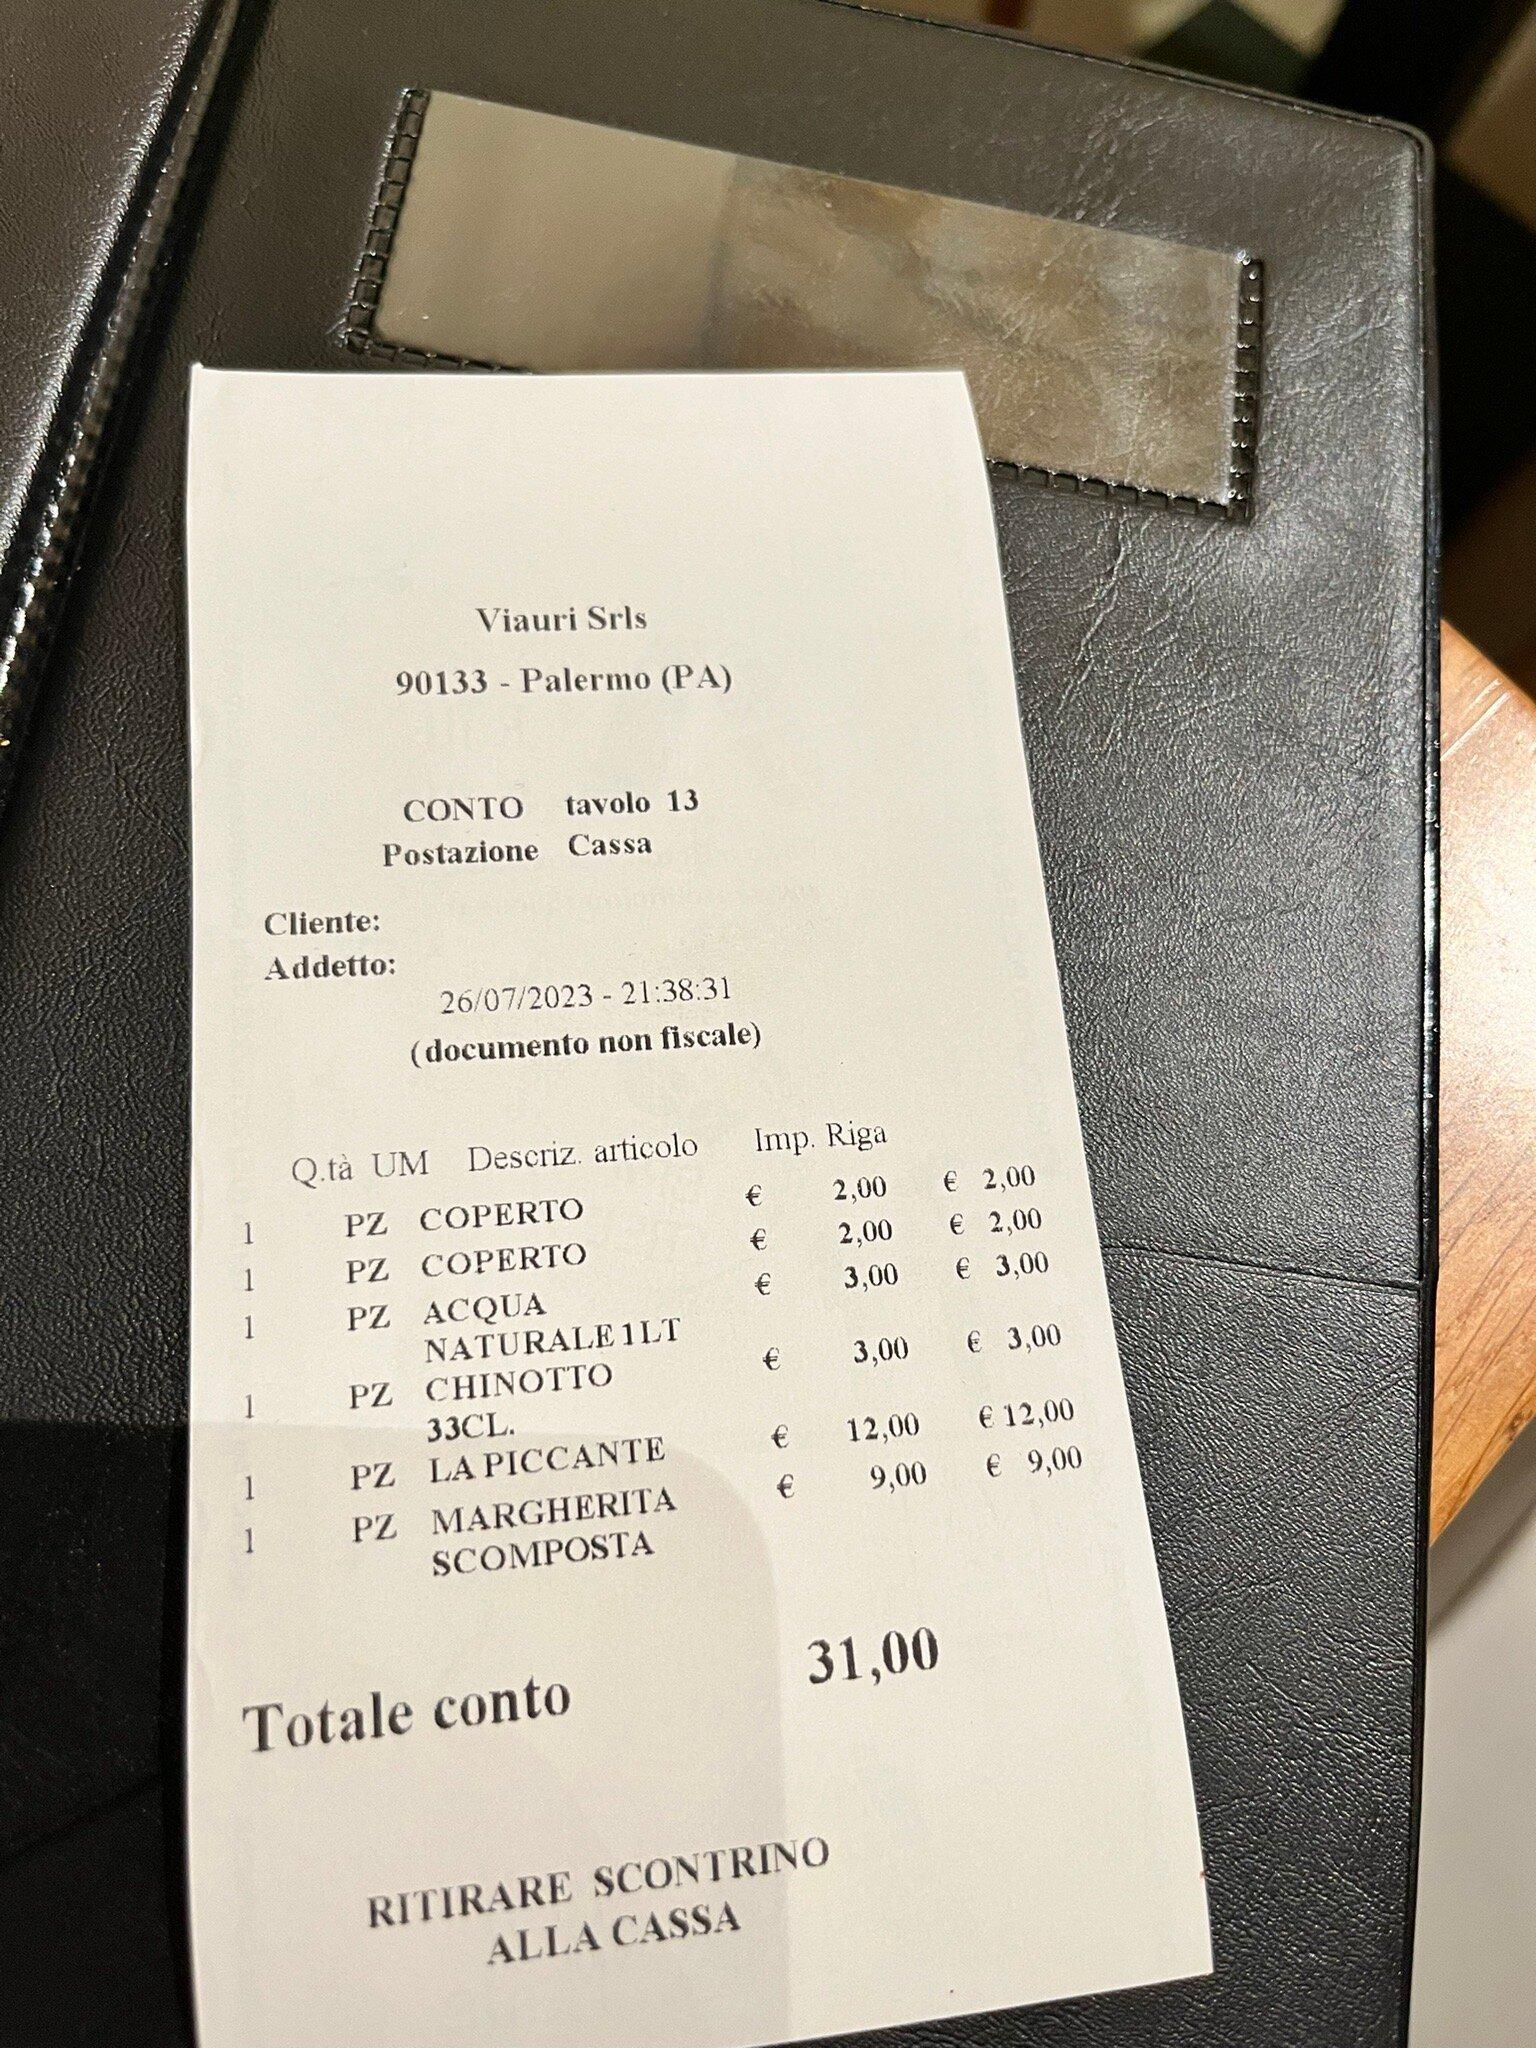 Viauri Srls
90133 - Palermo (PA)
CONTO tavolo 13
Postazione Cassa
Cliente:
Addetto:
26/07/2023 - 21:38:31
(documento non fiscale)
Q.tà UM Descriz. articolo Imp. Riga
1 PZ COPERTO € 2,00 € 2,00
1 PZ COPERTO € 2,00 € 2,00
1 PZ ACQUA € 3,00 € 3,00
NATURALE 1LT
1 PZ CHINOTTO € 3,00 € 3,00
33CL.
1 PZ LA PICCANTE € 12,00 € 12,00
1 PZ MARGHERITA € 9,00 € 9,00
SCOMPOSTA
Totale conto 31,00
RITIRARE SCONTRINO
ALLA CASSA